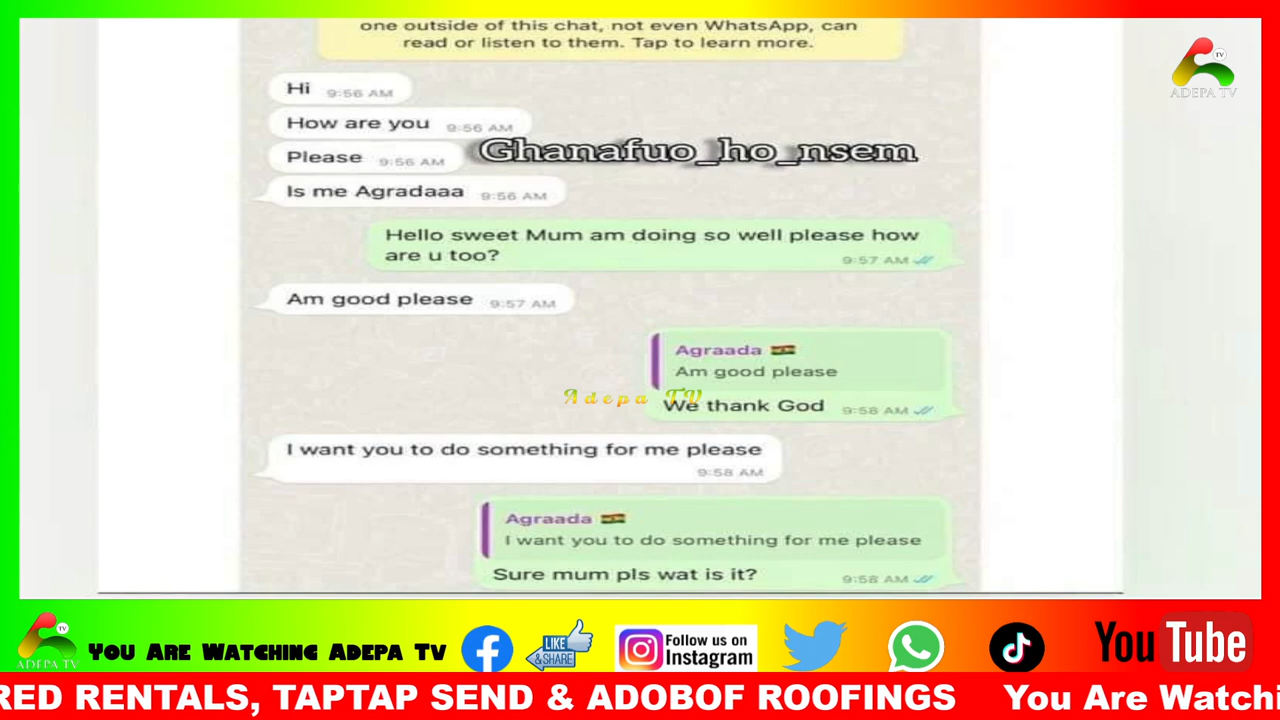 one outside of this chat, not even WhatsApp, can
read or listen to them. Tap to learn more.
TV
ADEPA TV
Hi 9:56 AM
How are you 9:56 AM
Please 9:56 AM
Ghanafuo_ho_nsem
Is me Agradaaa 9:56 AM
Hello sweet Mum am doing so well please how
are u too?
9:57 AM
Am good please 9:57 AM
Agraada
Am good please
Adepa TV
We thank God 9:58 AM
I want you to do something for me please
9:58 AM
Agraada
I want you to do something for me please
Sure mum pls wat is it? 9:58 AM
TV
ADEPA TV
You Are Watching Adepa Tv
LIKE
&SHARE
Follow us on
Instagram
YouTube
RED RENTALS, TAPTAP SEND & ADOBOF ROOFINGS You Are Watchi